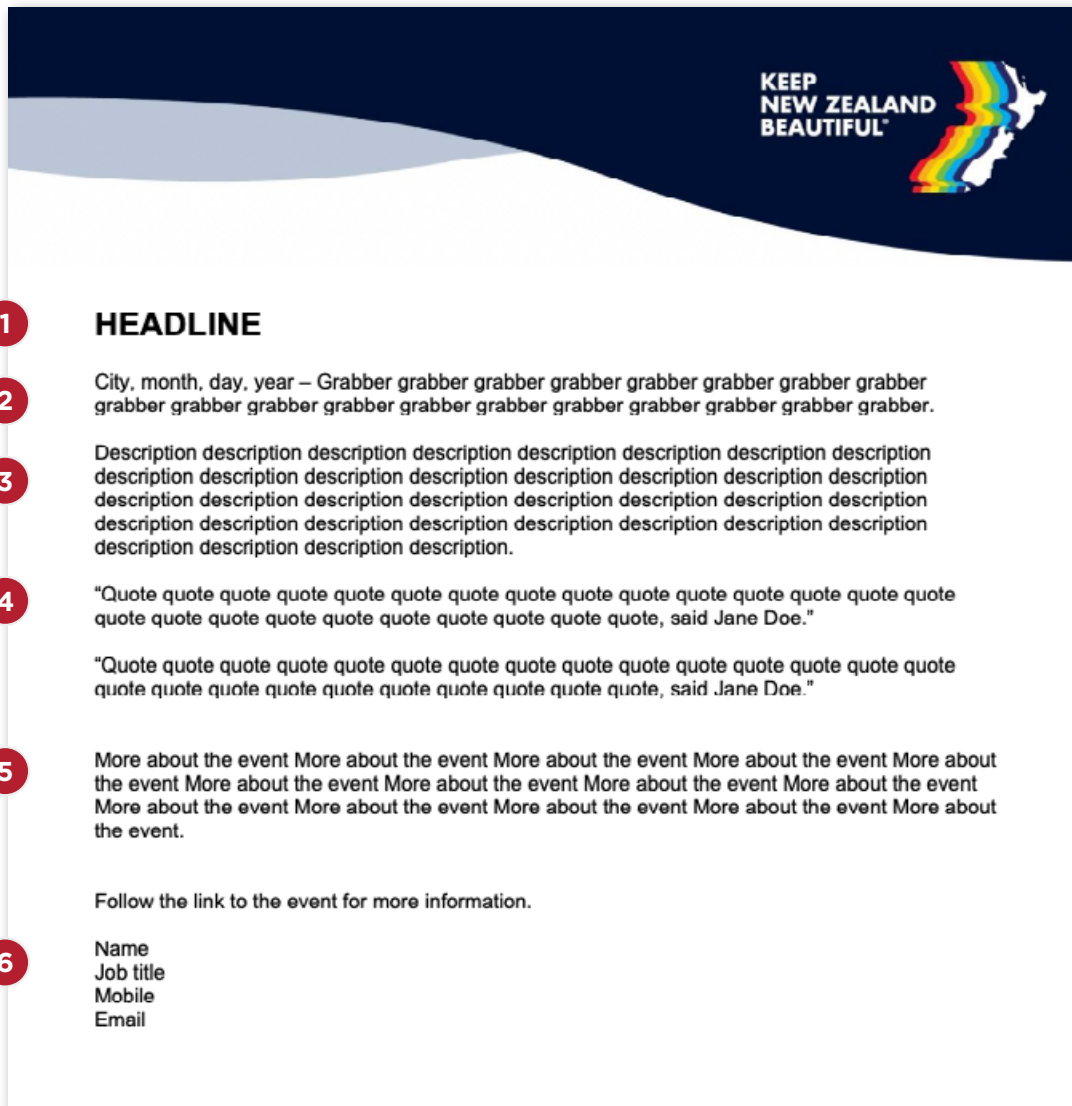 KEEP
NEW ZEALAND
BEAUTIFUL®
1
HEADLINE
2
City, month, day, year – Grabber grabber grabber grabber grabber grabber grabber grabber
grabber grabber grabber grabber grabber grabber grabber grabber grabber grabber grabber.
3
Description description description description description description description description
description description description description description description description description
description description description description description description description description
description description description description description description description description
description description description description.
4
“Quote quote quote quote quote quote quote quote quote quote quote quote quote quote quote
quote quote quote quote quote quote quote quote quote quote, said Jane Doe.”
“Quote quote quote quote quote quote quote quote quote quote quote quote quote quote quote
quote quote quote quote quote quote quote quote quote quote, said Jane Doe.”
5
More about the event More about the event More about the event More about the event More about
the event More about the event More about the event More about the event More about the event
More about the event More about the event More about the event More about the event More about
the event.
Follow the link to the event for more information.
6
Name
Job title
Mobile
Email